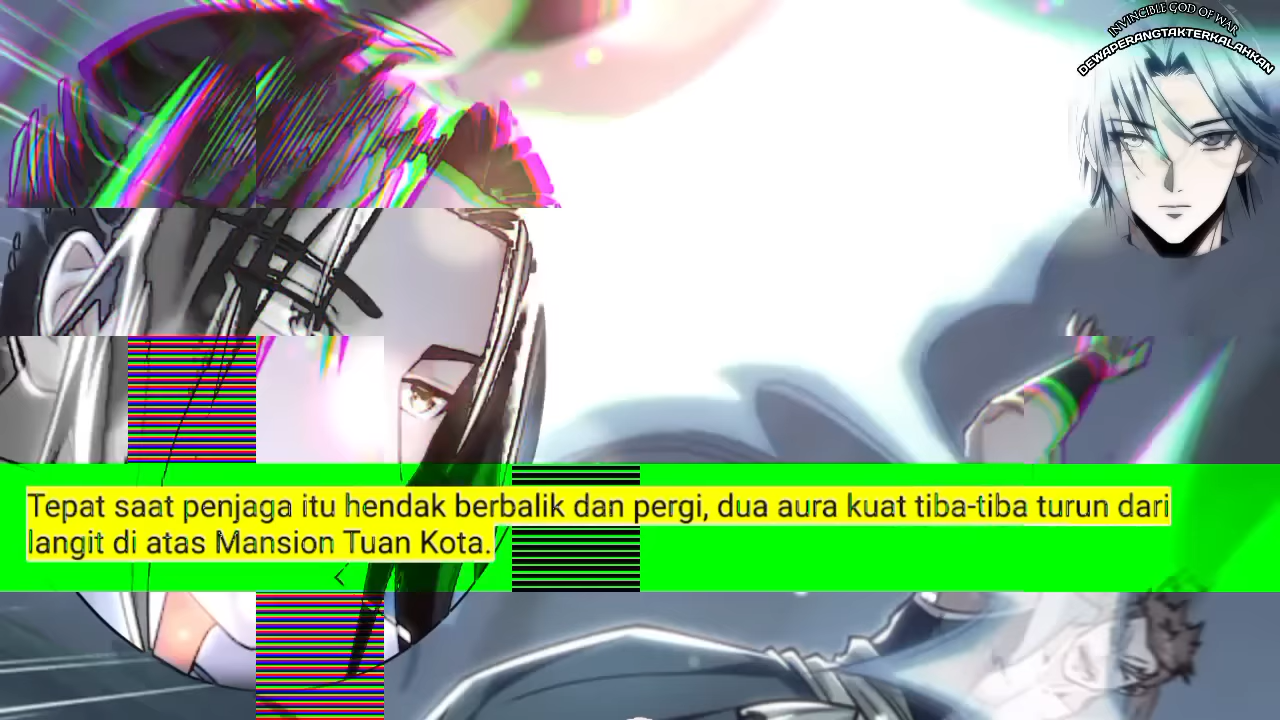 INVINCIBLE GOD OF WAR
DEWAPERANGTAKTERKALAHKAN
Tepat saat penjaga itu hendak berbalik dan pergi, dua aura kuat tiba-tiba turun dari
langit di atas Mansion Tuan Kota.